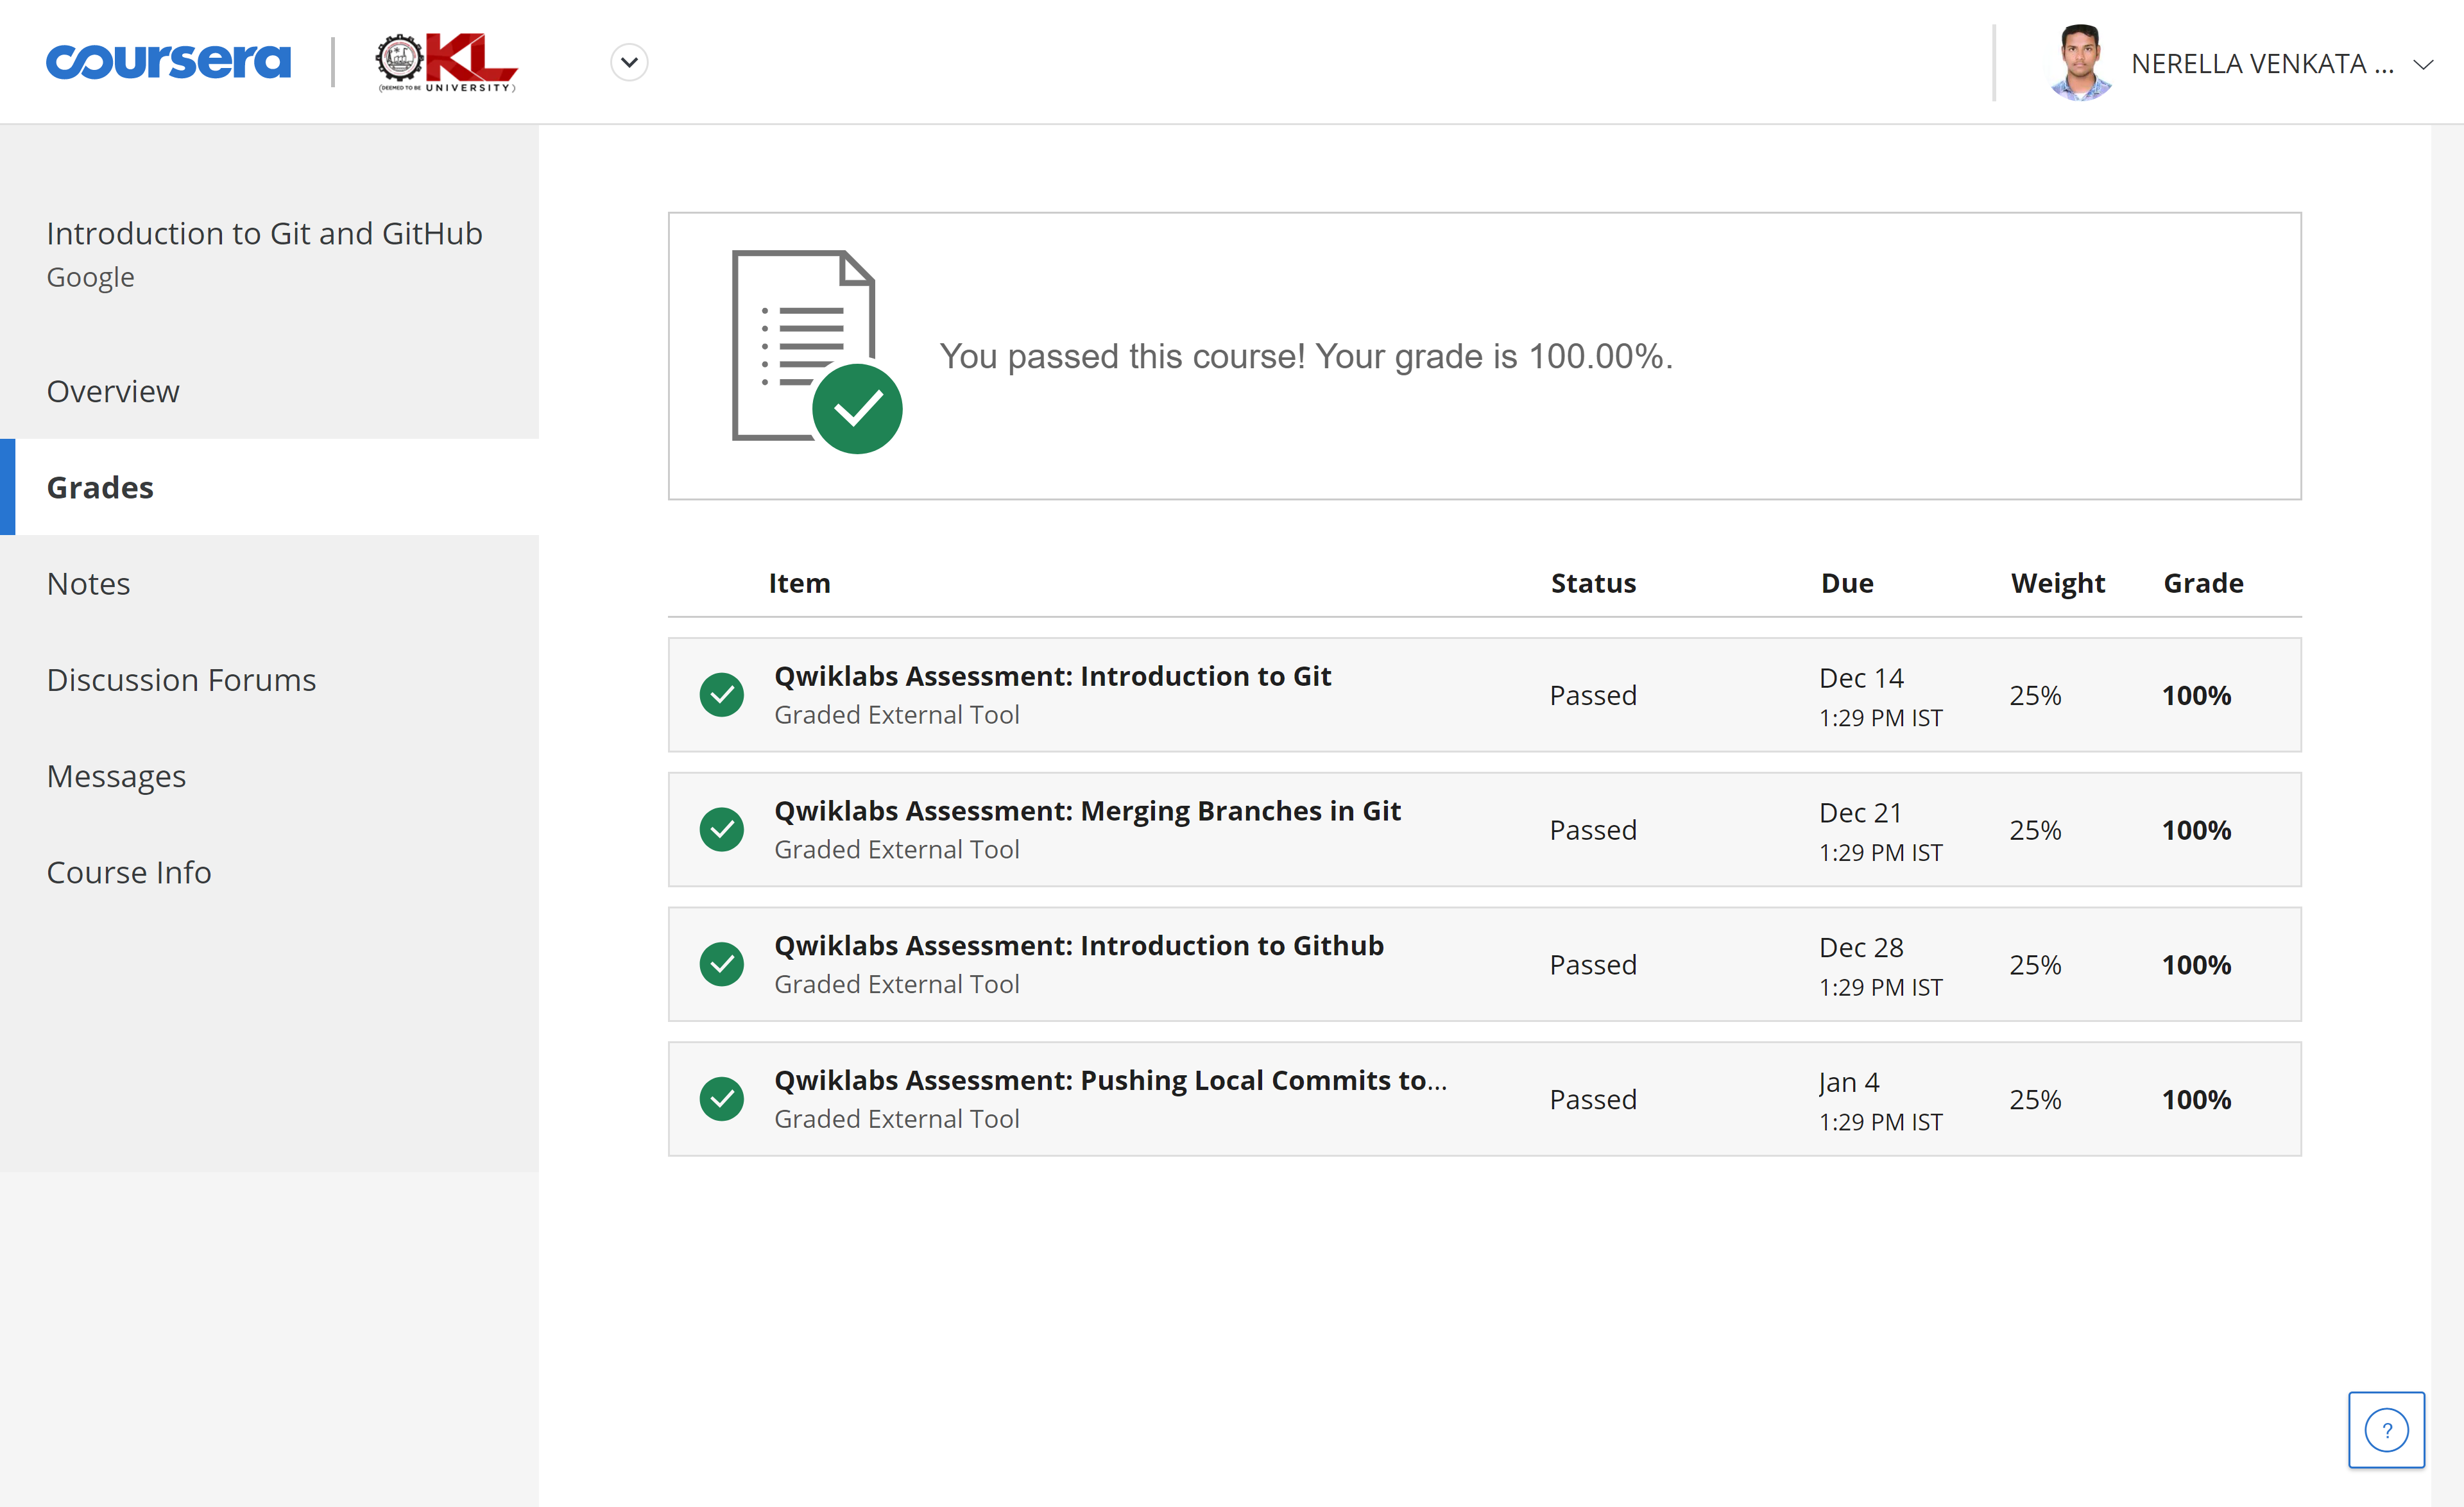 coursera
KL
(DEEMED TO BE UNIVERSITY)
NERELLA VENKATA ...
Introduction to Git and GitHub
Google
Overview
Grades
Notes
Discussion Forums
Messages
Course Info
You passed this course! Your grade is 100.00%.
Item Status Due Weight Grade
Qwiklabs Assessment: Introduction to Git
Graded External Tool
Passed
Dec 14
1:29 PM IST
25%
100%
Qwiklabs Assessment: Merging Branches in Git
Graded External Tool
Passed
Dec 21
1:29 PM IST
25%
100%
Qwiklabs Assessment: Introduction to Github
Graded External Tool
Passed
Dec 28
1:29 PM IST
25%
100%
Qwiklabs Assessment: Pushing Local Commits to...
Graded External Tool
Passed
Jan 4
1:29 PM IST
25%
100%
?